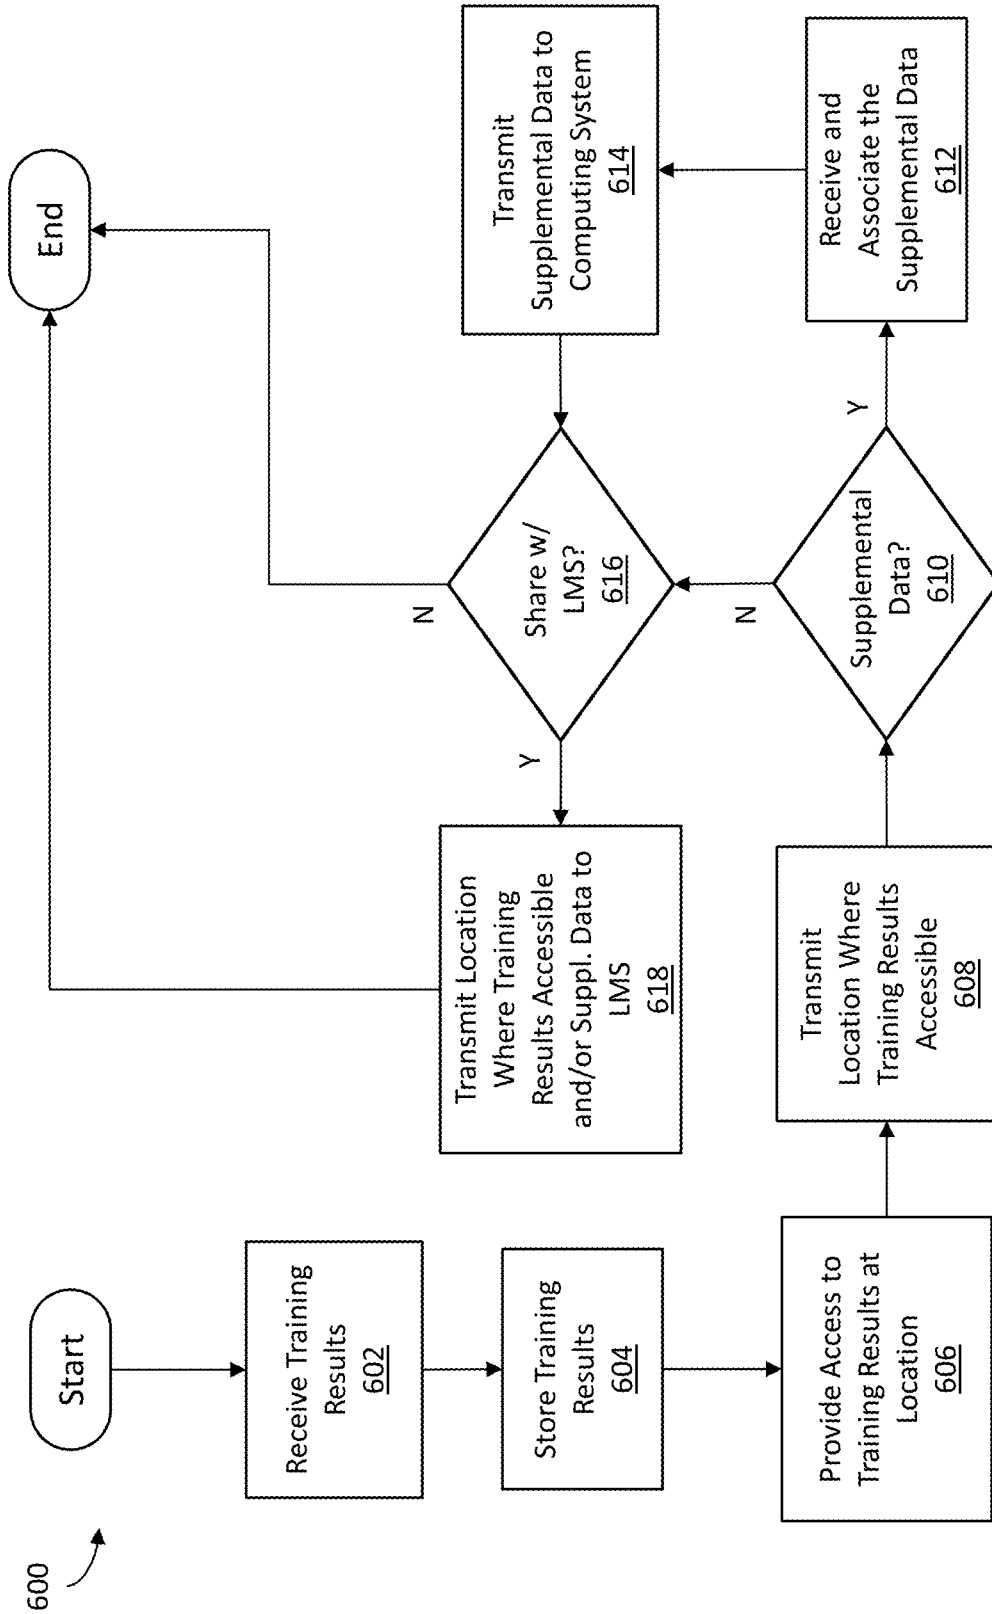 600
Start
Receive Training
Results
602
Store Training
Results
604
Provide Access to
Training Results at
Location
606
Transmit
Location Where
Training Results
Accessible
608
Supplemental
Data?
610
Y
N
Receive and
Associate the
Supplemental Data
612
Transmit
Supplemental Data to
Computing System
614
Share w/
LMS?
616
Y
N
Transmit Location
Where Training
Results Accessible
and/or Suppl. Data to
LMS
618
End